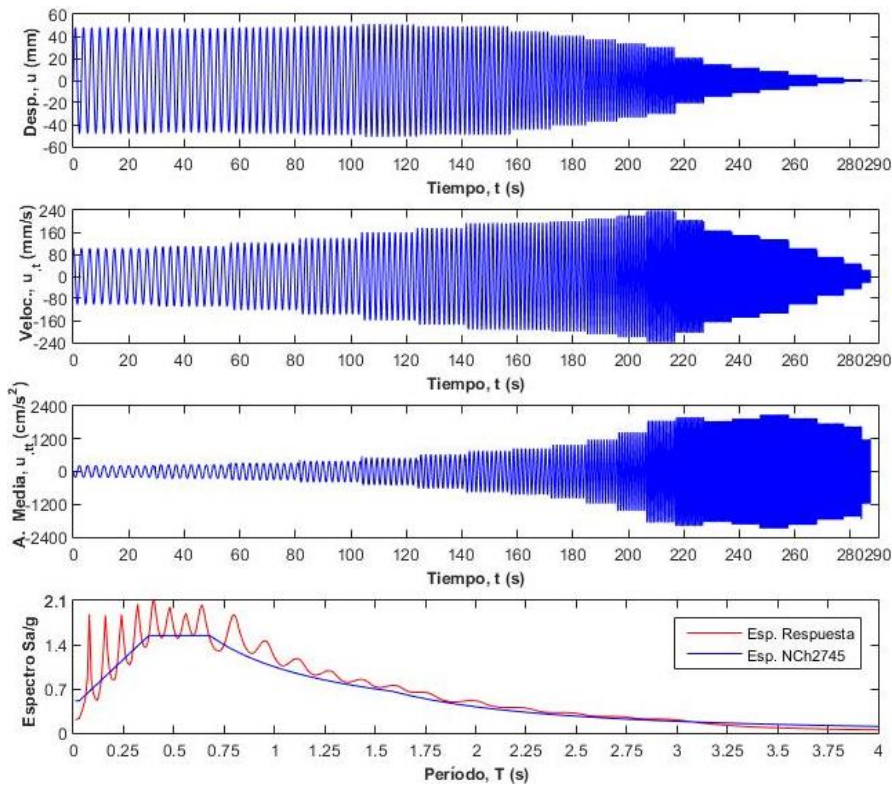 60
40
20
0
-20
-40
-60
Desp., u (mm)
0 20 40 60 80 100 120 140 160 180 200 220 240 260 280 290
Tiempo, t (s)
240
160
80
0
-80
-160
-240
Veloc., u,t (mm/s)
0 20 40 60 80 100 120 140 160 180 200 220 240 260 280 290
Tiempo, t (s)
2400
1200
0
-1200
-2400
A. Media, u,tt (cm/s²)
0 20 40 60 80 100 120 140 160 180 200 220 240 260 280 290
Tiempo, t (s)
2.1
1.4
0.7
0
Espectro Sa/g
Esp. Respuesta
Esp. NCh2745
0 0.25 0.5 0.75 1 1.25 1.5 1.75 2 2.25 2.5 2.75 3 3.25 3.5 3.75 4
Período, T (s)